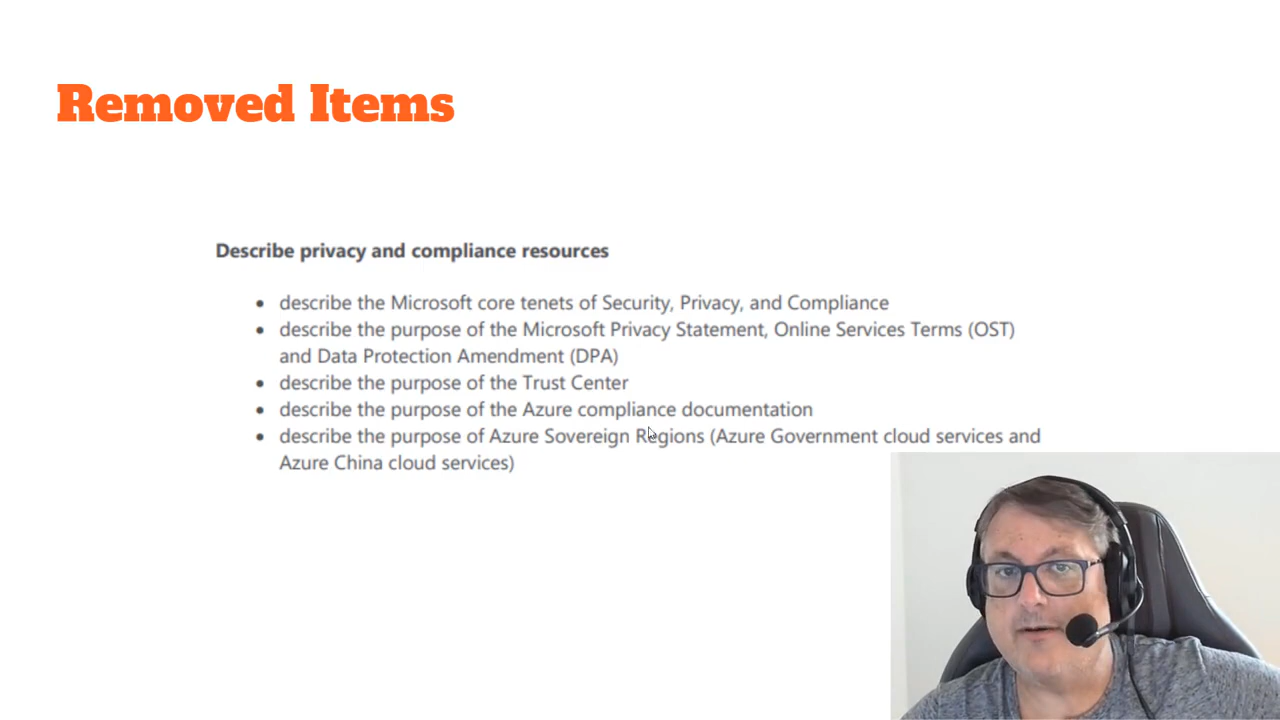 Removed Items
Describe privacy and compliance resources
• describe the Microsoft core tenets of Security, Privacy, and Compliance
• describe the purpose of the Microsoft Privacy Statement, Online Services Terms (OST)
and Data Protection Amendment (DPA)
• describe the purpose of the Trust Center
• describe the purpose of the Azure compliance documentation
• describe the purpose of Azure Sovereign Regions (Azure Government cloud services and
Azure China cloud services)